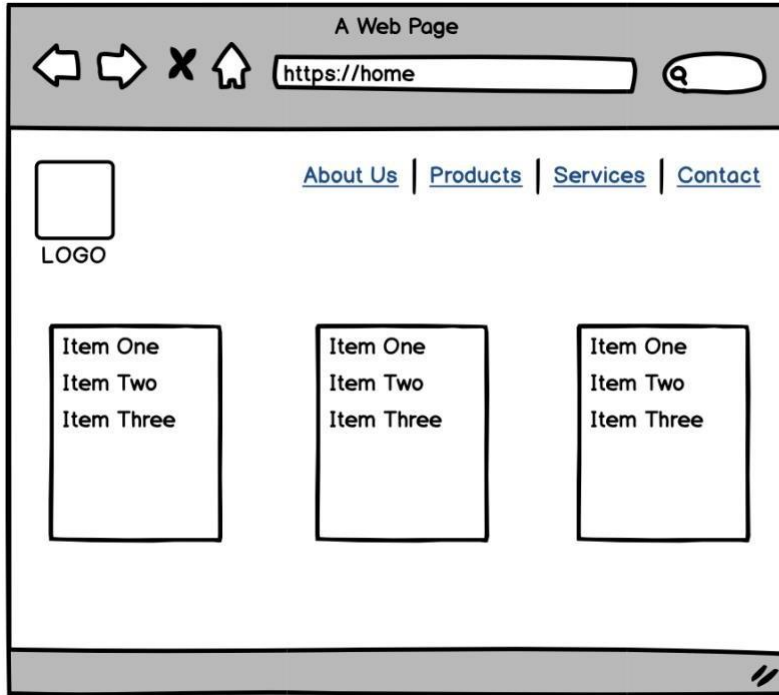 A Web Page
https://home
About Us | Products | Services | Contact
LOGO
Item One
Item Two
Item Three
Item One
Item Two
Item Three
Item One
Item Two
Item Three